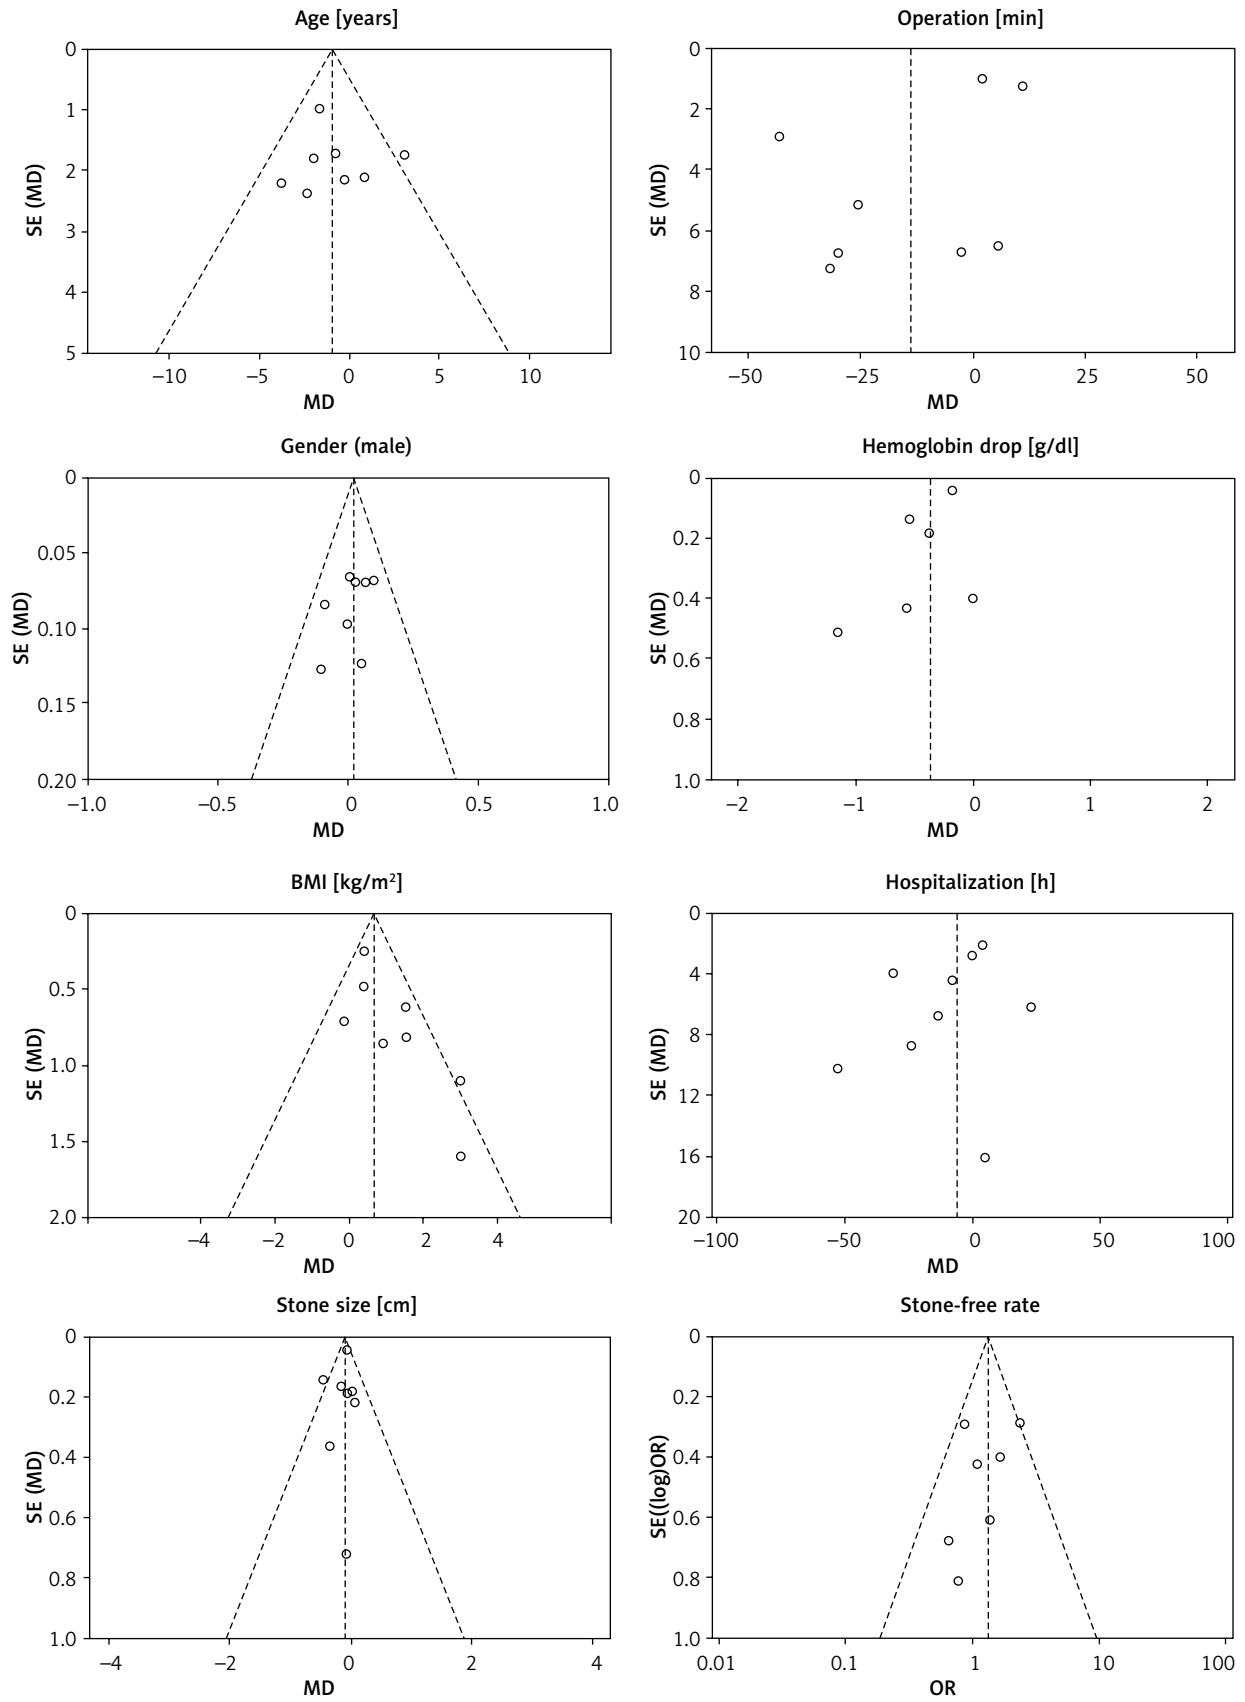 Age [years]
0
1
2
3
4
5
SE (MD)
−10 −5 0 5 10
MD
Operation [min]
0
2
4
6
8
10
SE (MD)
−50 −25 0 25 50
MD
Gender (male)
0
0.05
0.10
0.15
0.20
SE (MD)
−1.0 −0.5 0 0.5 1.0
MD
Hemoglobin drop [g/dl]
0
0.2
0.4
0.6
0.8
1.0
SE (MD)
−2 −1 0 1 2
MD
BMI [kg/m²]
0
0.5
1.0
1.5
2.0
SE (MD)
−4 −2 0 2 4
MD
Hospitalization [h]
0
4
8
12
16
20
SE (MD)
−100 −50 0 50 100
MD
Stone size [cm]
0
0.2
0.4
0.6
0.8
1.0
SE (MD)
−4 −2 0 2 4
MD
Stone-free rate
0
0.2
0.4
0.6
0.8
1.0
SE((log)OR)
0.01 0.1 1 10 100
OR